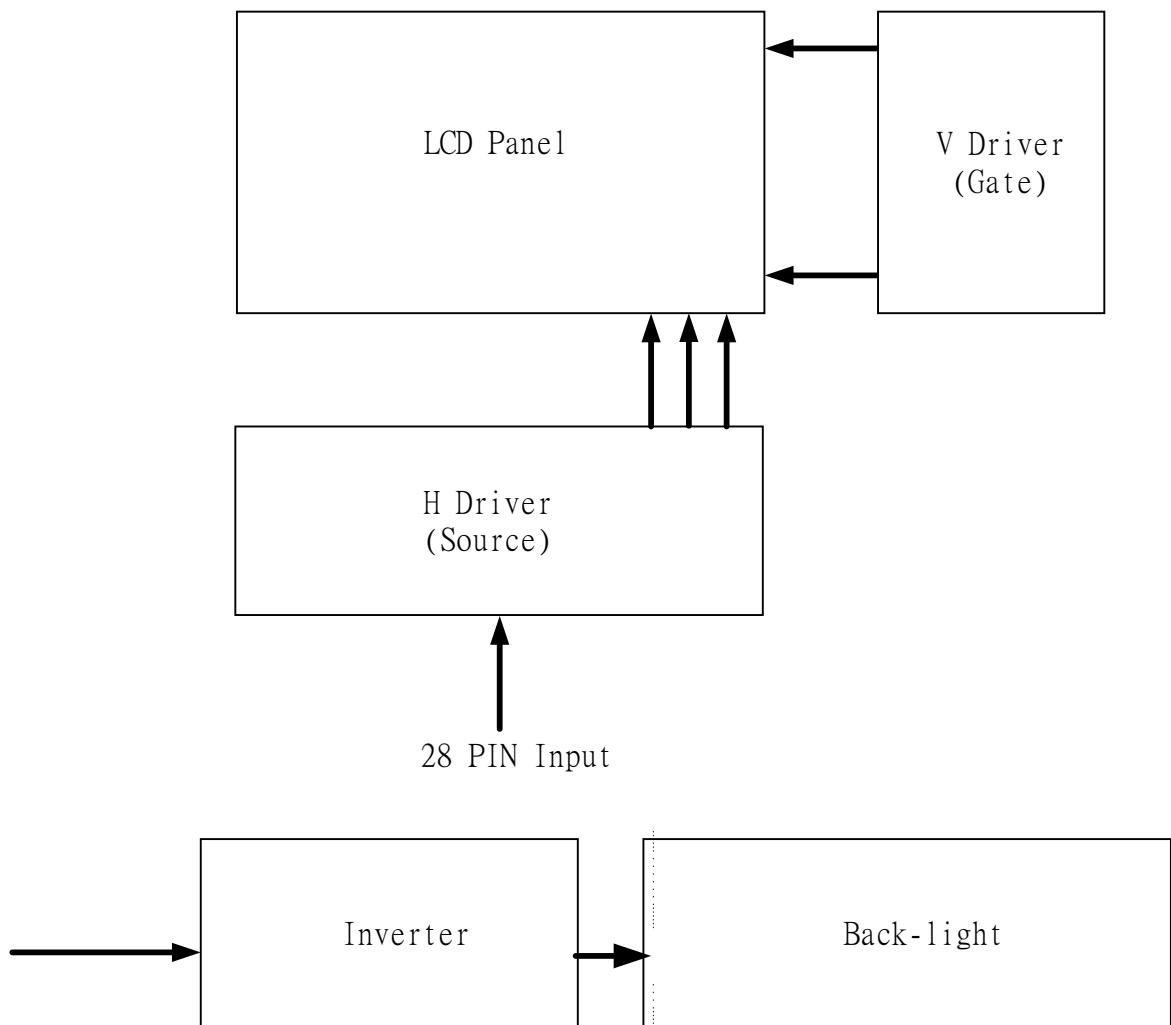 LCD Panel
V Driver
(Gate)
H Driver
(Source)
28 PIN Input
Inverter
Back-light